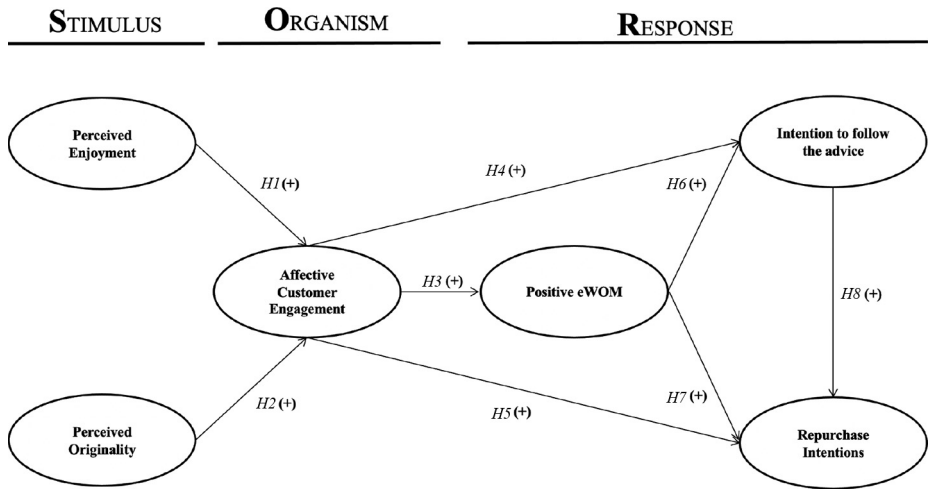 STIMULUS
ORGANISM
RESPONSE
Perceived
Enjoyment
Intention to follow
the advice
H1(+)
H4(+)
H6(+)
Affective
Customer
Engagement
H3(+)
Positive eWOM
H8(+)
H2(+)
H5(+)
H7(+)
Perceived
Originality
Repurchase
Intentions